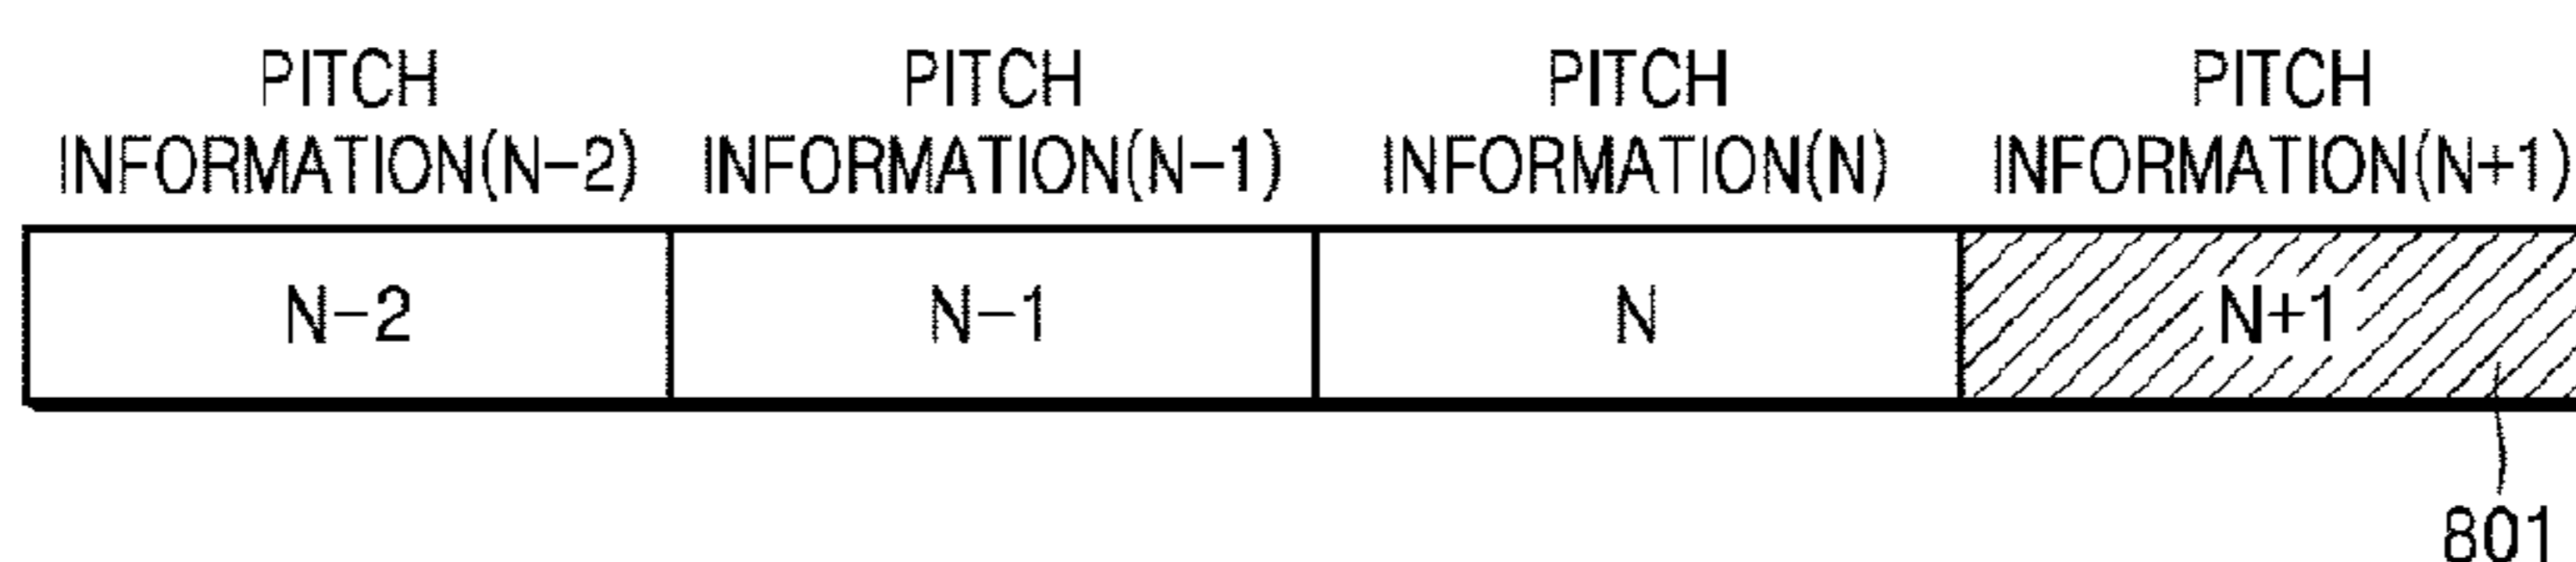 PITCH PITCH PITCH PITCH
INFORMATION(N-2) INFORMATION(N-1) INFORMATION(N) INFORMATION(N+1)
N-2 N-1 N N+1
801